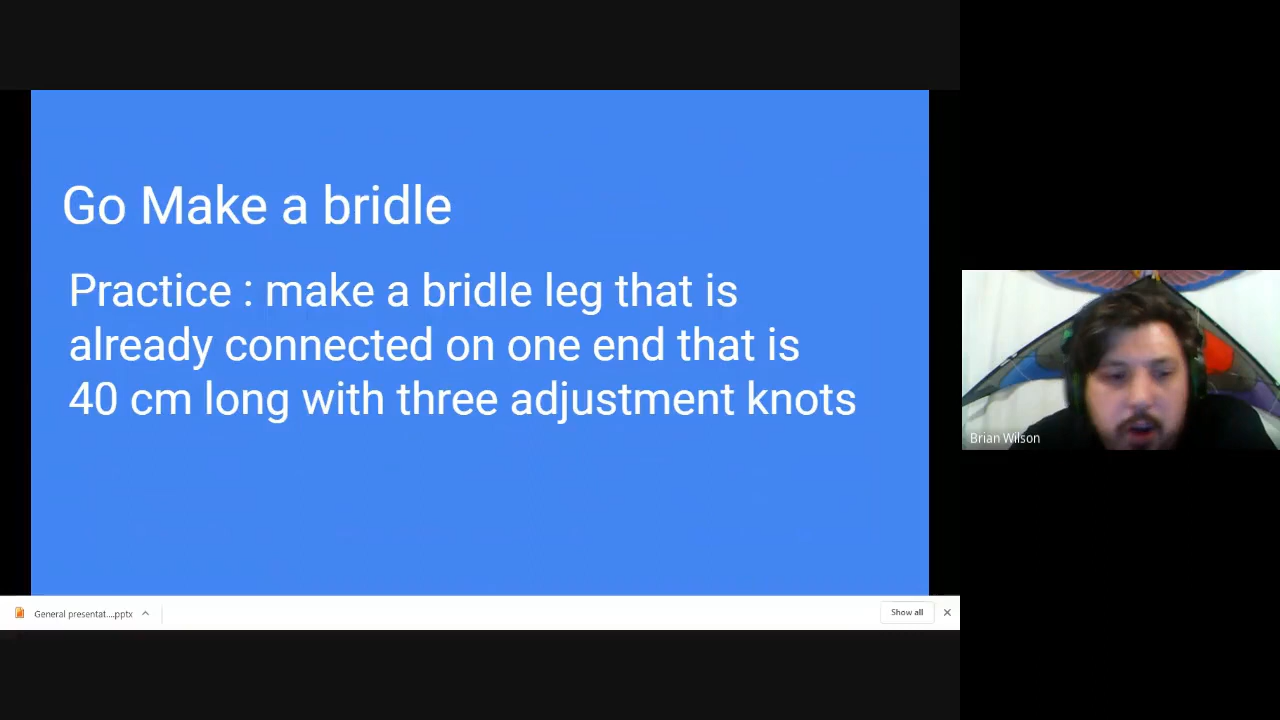 Go Make a bridle
Practice : make a bridle leg that is
already connected on one end that is
40 cm long with three adjustment knots
Brian Wilson
General presentat....pptx
Show all